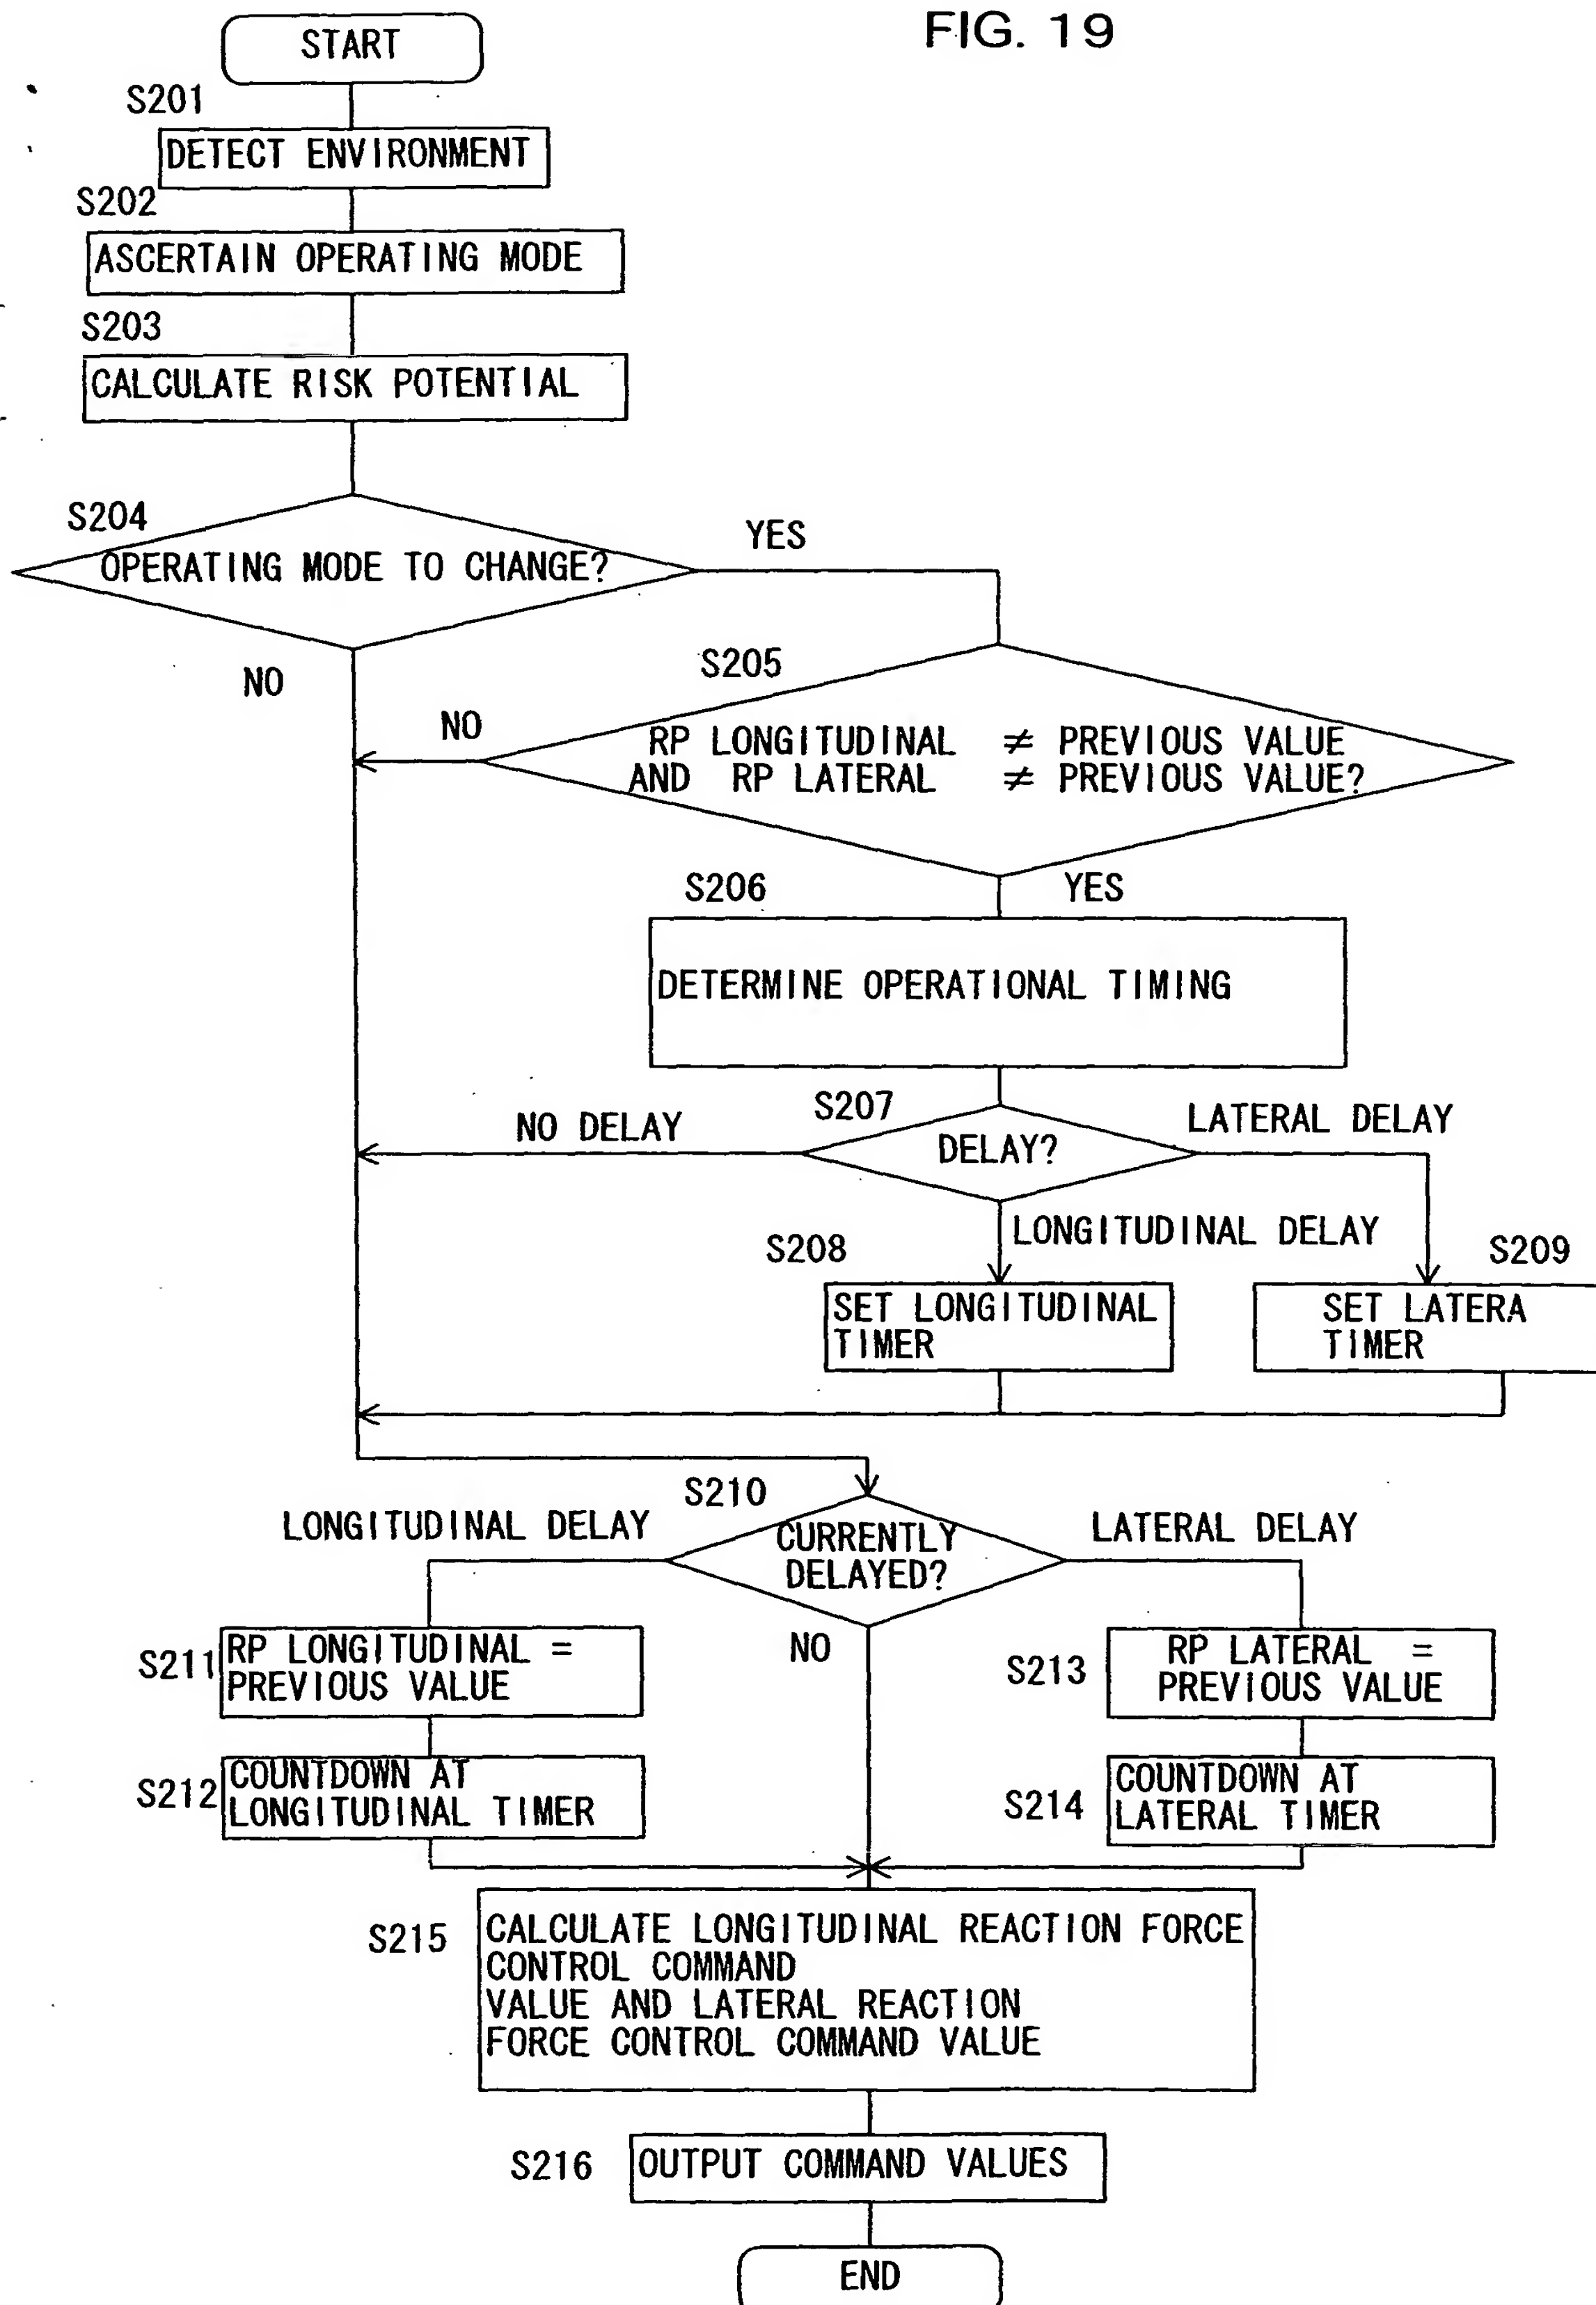 FIG. 19
START
S201
DETECT ENVIRONMENT
S202
ASCERTAIN OPERATING MODE
S203
CALCULATE RISK POTENTIAL
S204
OPERATING MODE TO CHANGE?
YES
NO
S205
NO
RP LONGITUDINAL ≠ PREVIOUS VALUE
AND RP LATERAL ≠ PREVIOUS VALUE?
S206
YES
DETERMINE OPERATIONAL TIMING
S207
NO DELAY
DELAY?
LATERAL DELAY
LONGITUDINAL DELAY
S208
S209
SET LONGITUDINAL
TIMER
SET LATERA
TIMER
S210
LONGITUDINAL DELAY
CURRENTLY
DELAYED?
LATERAL DELAY
NO
S211
RP LONGITUDINAL =
PREVIOUS VALUE
S213
RP LATERAL =
PREVIOUS VALUE
S212
COUNTDOWN AT
LONGITUDINAL TIMER
S214
COUNTDOWN AT
LATERAL TIMER
S215
CALCULATE LONGITUDINAL REACTION FORCE
CONTROL COMMAND
VALUE AND LATERAL REACTION
FORCE CONTROL COMMAND VALUE
S216
OUTPUT COMMAND VALUES
END